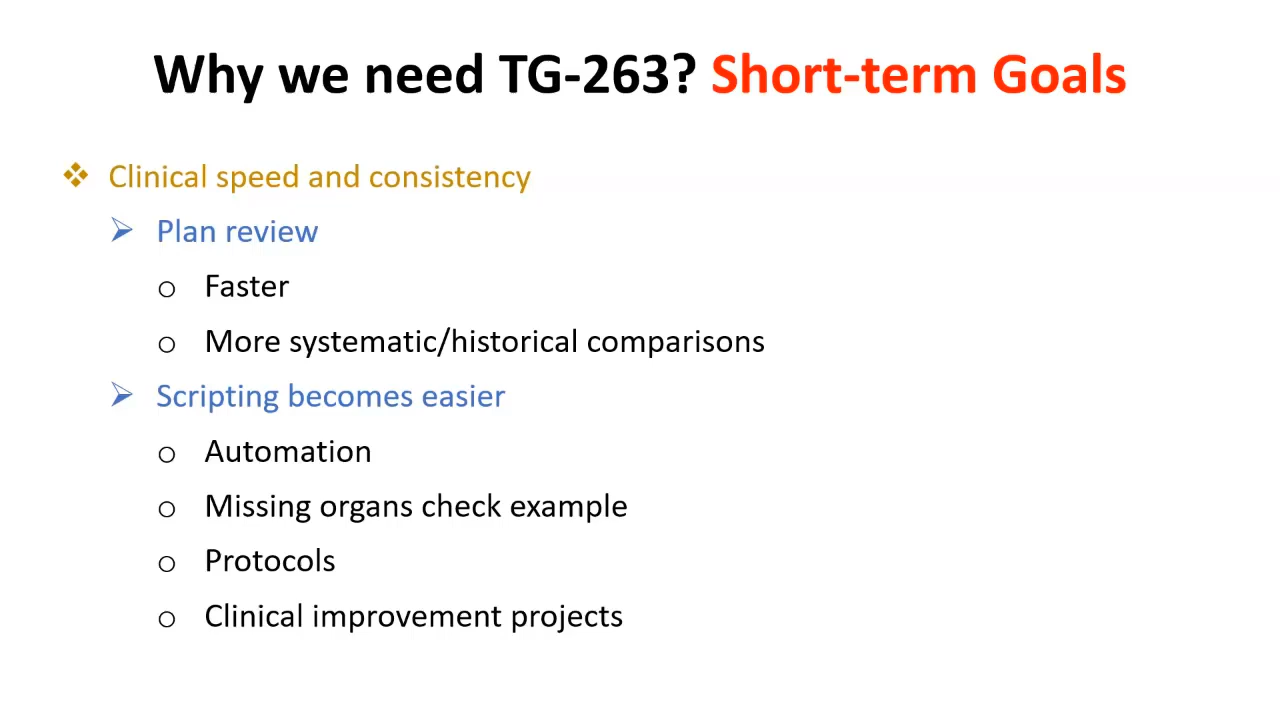 Why we need TG-263? Short-term Goals
❖ Clinical speed and consistency
➢ Plan review
o Faster
o More systematic/historical comparisons
➢ Scripting becomes easier
o Automation
o Missing organs check example
o Protocols
o Clinical improvement projects